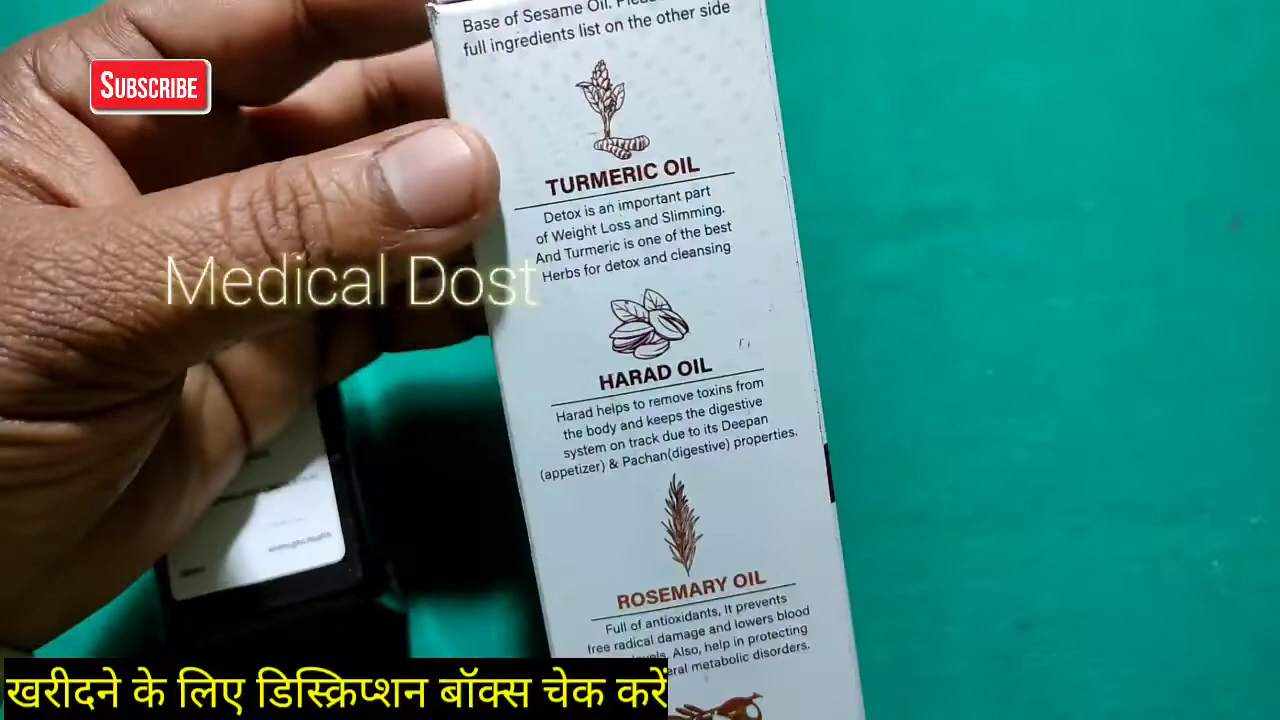 Base of Sesame Oil.
full ingredients list on the other side
SUBSCRIBE
TURMERIC OIL
Detox is an important part
of Weight Loss and Slimming.
And Turmeric is one of the best
Herbs for detox and cleansing
Medical Dost
HARAD OIL
Harad helps to remove toxins from
the body and keeps the digestive
system on track due to its Deepan
(appetizer) & Pachan(digestive) properties.
ROSEMARY OIL
Full of antioxidants, It prevents
free radical damage and lowers blood
Also, help in protecting
metabolic disorders.
खरीदने के लिए डिस्क्रिप्शन बॉक्स चेक करें